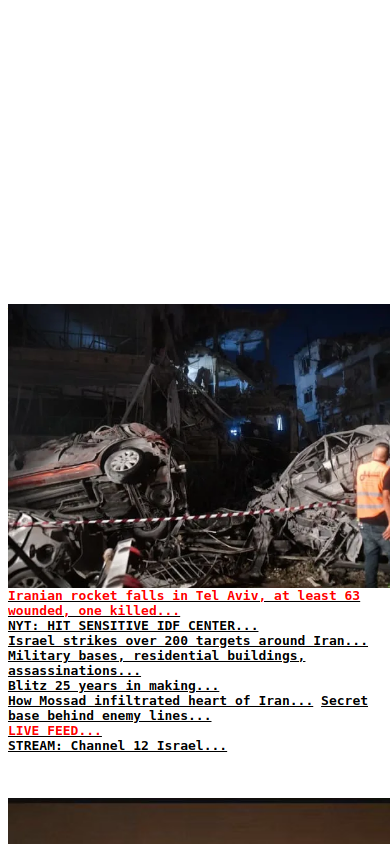 Iranian rocket falls in Tel Aviv, at least 63
wounded, one killed...
NYT: HIT SENSITIVE IDF CENTER...
Israel strikes over 200 targets around Iran...
Military bases, residential buildings,
assassinations...
Blitz 25 years in making...
How Mossad infiltrated heart of Iran... Secret
base behind enemy lines...
LIVE FEED...
STREAM: Channel 12 Israel...